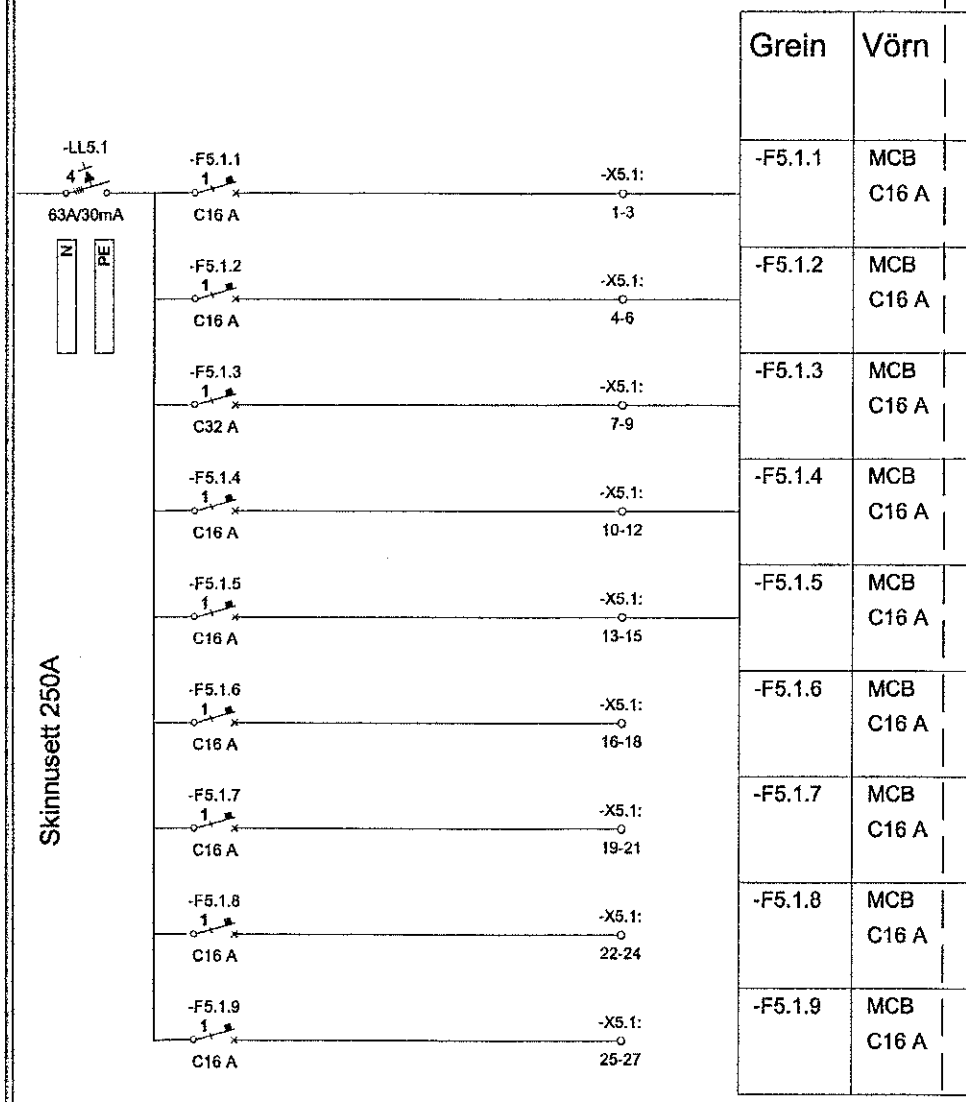 Grein Vörn
-LL5.1
4
63A/30mA
N
PE
-F5.1.1
1
C16 A
-X5.1:
1-3
-F5.1.1 MCB
C16 A
-F5.1.2
1
C16 A
-X5.1:
4-6
-F5.1.2 MCB
C16 A
-F5.1.3
1
C32 A
-X5.1:
7-9
-F5.1.3 MCB
C16 A
-F5.1.4
1
C16 A
-X5.1:
10-12
-F5.1.4 MCB
C16 A
-F5.1.5
1
C16 A
-X5.1:
13-15
-F5.1.5 MCB
C16 A
Skinnusett 250A
-F5.1.6
1
C16 A
-X5.1:
16-18
-F5.1.6 MCB
C16 A
-F5.1.7
1
C16 A
-X5.1:
19-21
-F5.1.7 MCB
C16 A
-F5.1.8
1
C16 A
-X5.1:
22-24
-F5.1.8 MCB
C16 A
-F5.1.9
1
C16 A
-X5.1:
25-27
-F5.1.9 MCB
C16 A